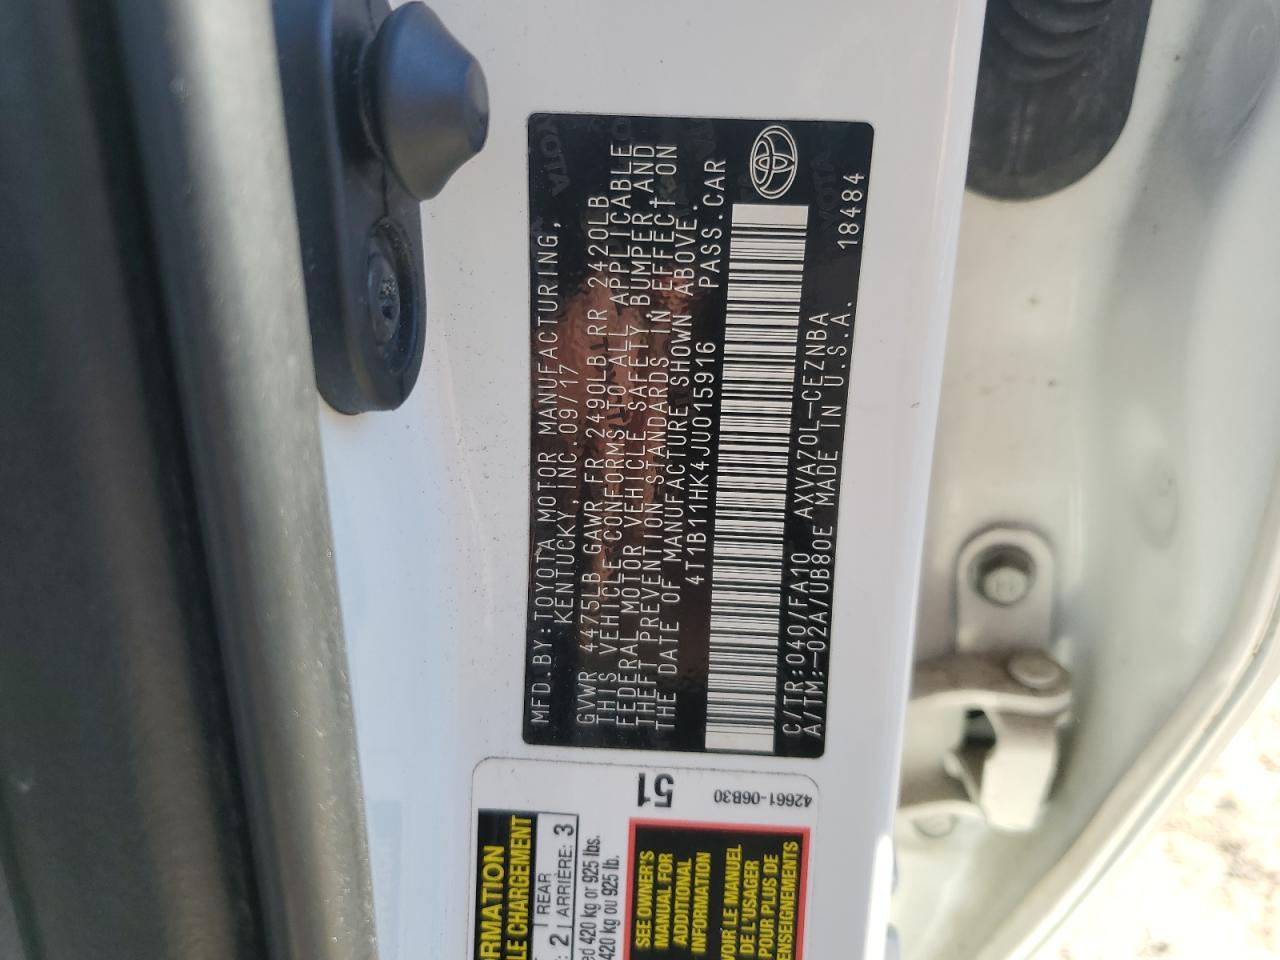 MFD.BY:TOYOTA MOTOR MANUFACTURING,
KENTUCKY,INC.09/17
GVWR 4475LB GAWR FR 2490LB RR 2420LB
THIS VEHICLE CONFORMS TO ALL APPLICABLE
FEDERAL MOTOR VEHICLE SAFETY,BUMPER,AND
THEFT PREVENTION STANDARDS IN EFFECT ON
THE DATE OF MANUFACTURE SHOWN ABOVE.
4T1B11HK4JU015916 PASS.CAR
C/TR:040/FA10 AXVA70L-CEZNBA
A/TM:-02A/UB80E MADE IN U.S.A. 18484
51
42661-06B30
RMATION
LE CHARGEMENT
2
REAR
ARRIÈRE: 3
ed 420 kg or 925 lbs.
420 kg ou 925 lb.
SEE OWNER'S
MANUAL FOR
ADDITIONAL
INFORMATION
VOIR LE MANUEL
DE L'USAGER
POUR PLUS DE
ENSEIGNEMENTS